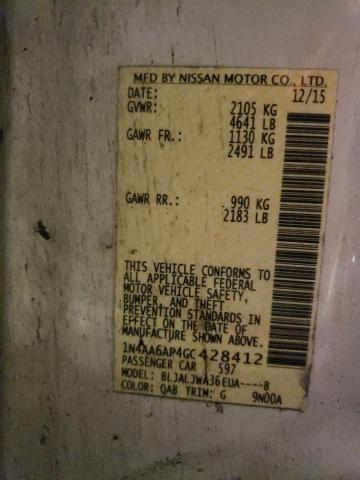 MFD BY NISSAN MOTOR CO., LTD.
DATE: 12/15
GVWR: 2105 KG
4641 LB
GAWR FR.: 1130 KG
2491 LB
GAWR RR.: 990 KG
2183 LB
THIS VEHICLE CONFORMS TO
ALL APPLICABLE FEDERAL
MOTOR VEHICLE SAFETY,
BUMPER, AND THEFT
PREVENTION STANDARDS IN
EFFECT ON THE DATE OF
MANUFACTURE SHOWN ABOVE.
1N4AA6AP4GC428412
PASSENGER CAR 597
MODEL: BLJALJWA36EUA----B
COLOR: QAB TRIM: G 9N00A